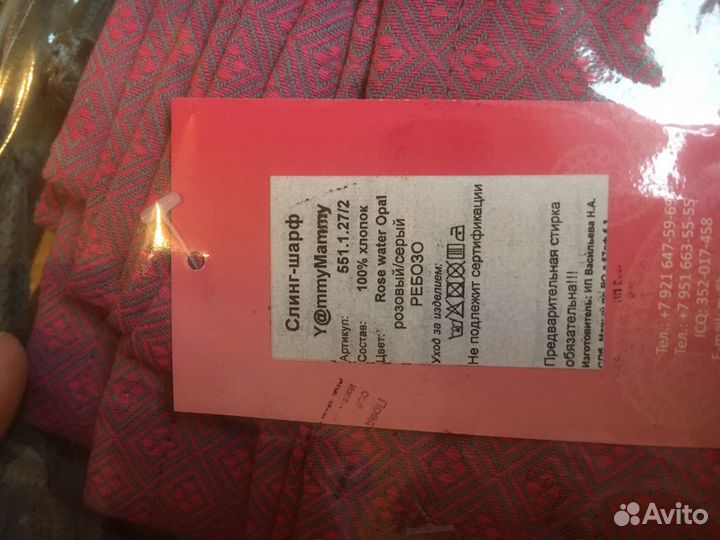 Слинг-шарф
Y@mmyMammy
Артикул: 551.1.27/2
Состав: 100% хлопок
Цвет: Rose water Opal
розовый/серый
РЕБОЗО
Уход за изделием:
Не подлежит сертификации
Предварительная стирка
обязательна!!!
Изготовитель: ИП Васильева Н.А.
Тел.: +7 921 647-59-69
Тел.: +7 951 663-55-55
ICQ: 352-017-458
Avito